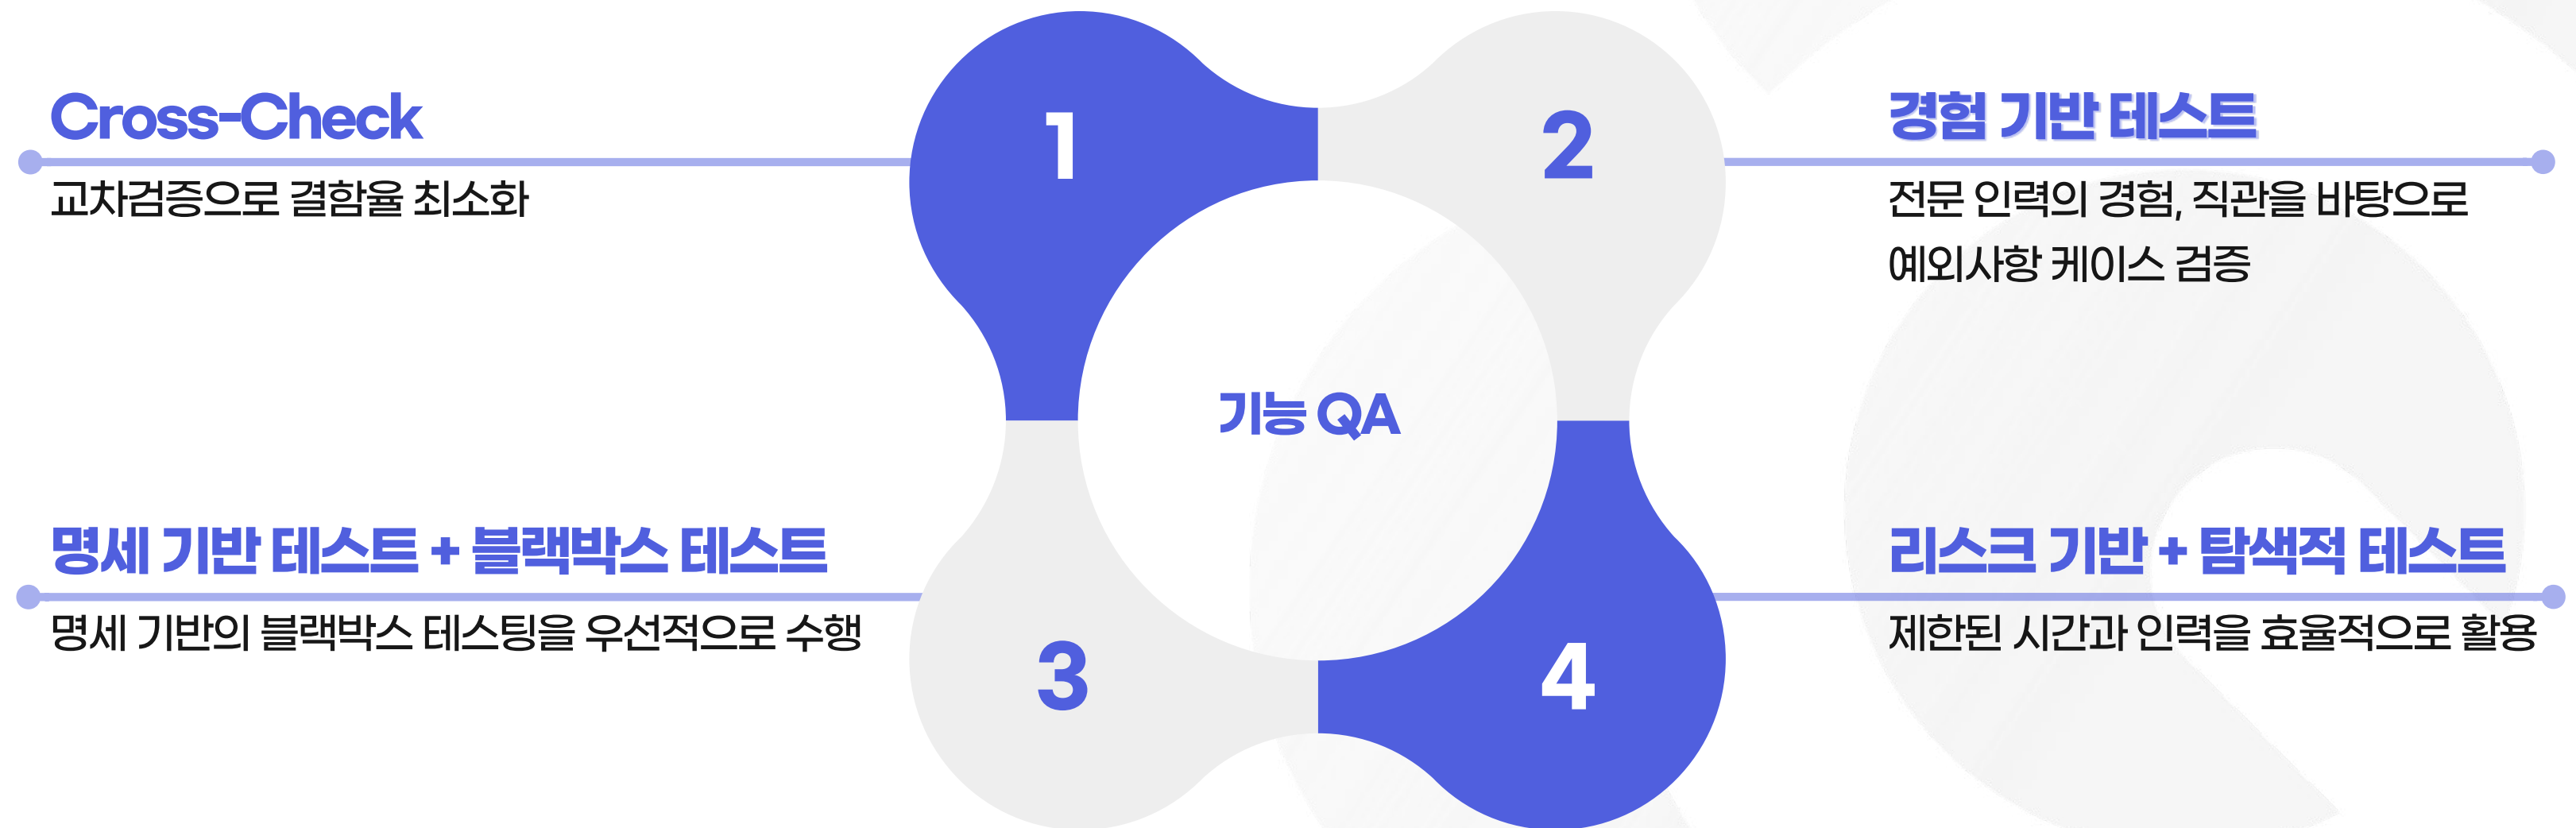 Cross-Check
교차검증으로 결함율 최소화
1
2
경험 기반 테스트
전문 인력의 경험, 직관을 바탕으로
예외사항 케이스 검증
기능 QA
명세 기반 테스트 + 블랙박스 테스트
명세 기반의 블랙박스 테스팅을 우선적으로 수행
3
4
리스크 기반 + 탐색적 테스트
제한된 시간과 인력을 효율적으로 활용